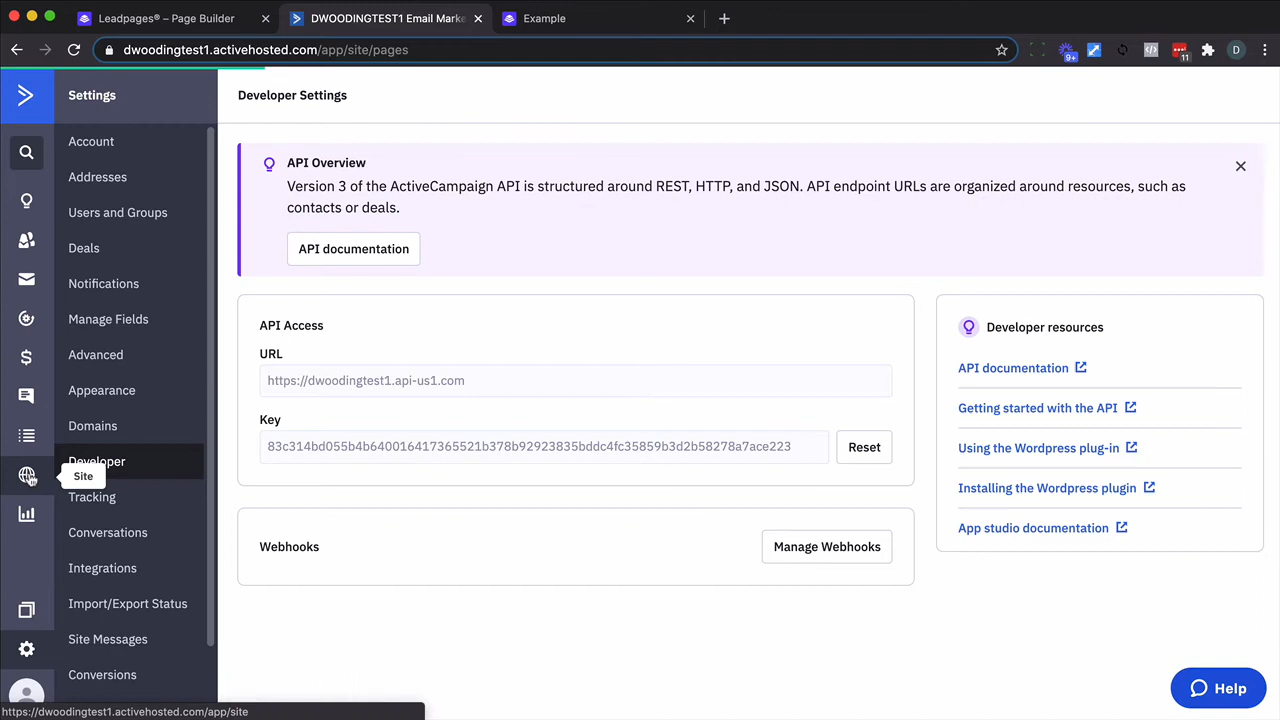 Leadpages® – Page Builder
DWOODINGTEST1 Email Marke
Example
dwoodingtest1.activehosted.com/app/site/pages
9+
11
D
Settings
Account
Addresses
Users and Groups
Deals
Notifications
Manage Fields
Advanced
Appearance
Domains
Developer
Site
Tracking
Conversations
Integrations
Import/Export Status
Site Messages
Conversions
Developer Settings
API Overview
Version 3 of the ActiveCampaign API is structured around REST, HTTP, and JSON. API endpoint URLs are organized around resources, such as
contacts or deals.
API documentation
API Access
URL
https://dwoodingtest1.api-us1.com
Key
83c314bd055b4b640016417365521b378b92923835bddc4fc35859b3d2b58278a7ace223
Reset
Webhooks
Manage Webhooks
Developer resources
API documentation
Getting started with the API
Using the Wordpress plug-in
Installing the Wordpress plugin
App studio documentation
Help
https://dwoodingtest1.activehosted.com/app/site